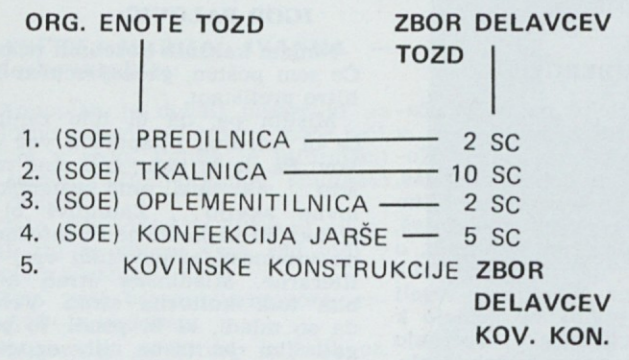 ORG. ENOTE TOZD ZBOR DELAVCEV
TOZD
1. (SOE) PREDILNICA 2 SC
2. (SOE) TKALNICA 10 SC
3. (SOE) OPLEMENITILNICA 2 SC
4. (SOE) KONFEKCIJA JARŠE 5 SC
5. KOVINSKE KONSTRUKCIJE ZBOR
DELAVCEV
KOV. KON.